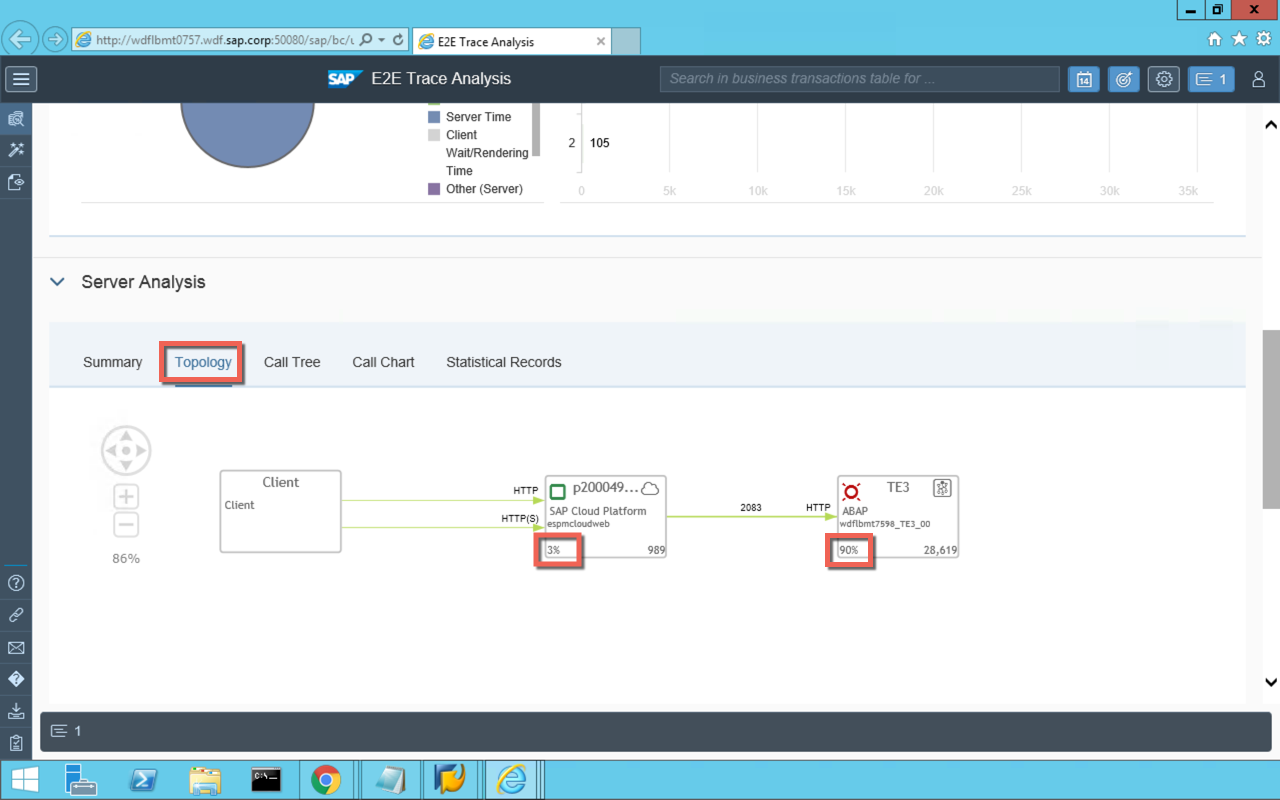 http://wdflbmt0757.wdf.sap.corp:50080/sap/bc/u
E2E Trace Analysis
SAP E2E Trace Analysis
Search in business transactions table for ...
14
1
Server Time
Client
Wait/Rendering
Time
Other (Server)
2 105
0 5k 10k 15k 20k 25k 30k 35k
Server Analysis
Summary Topology Call Tree Call Chart Statistical Records
86%
Client
Client
HTTP
HTTP(S)
p200049...
SAP Cloud Platform
espmcloudweb
3% 989
2083 HTTP
TE3
ABAP
wdflbmt7598_TE3_00
90% 28,619
1